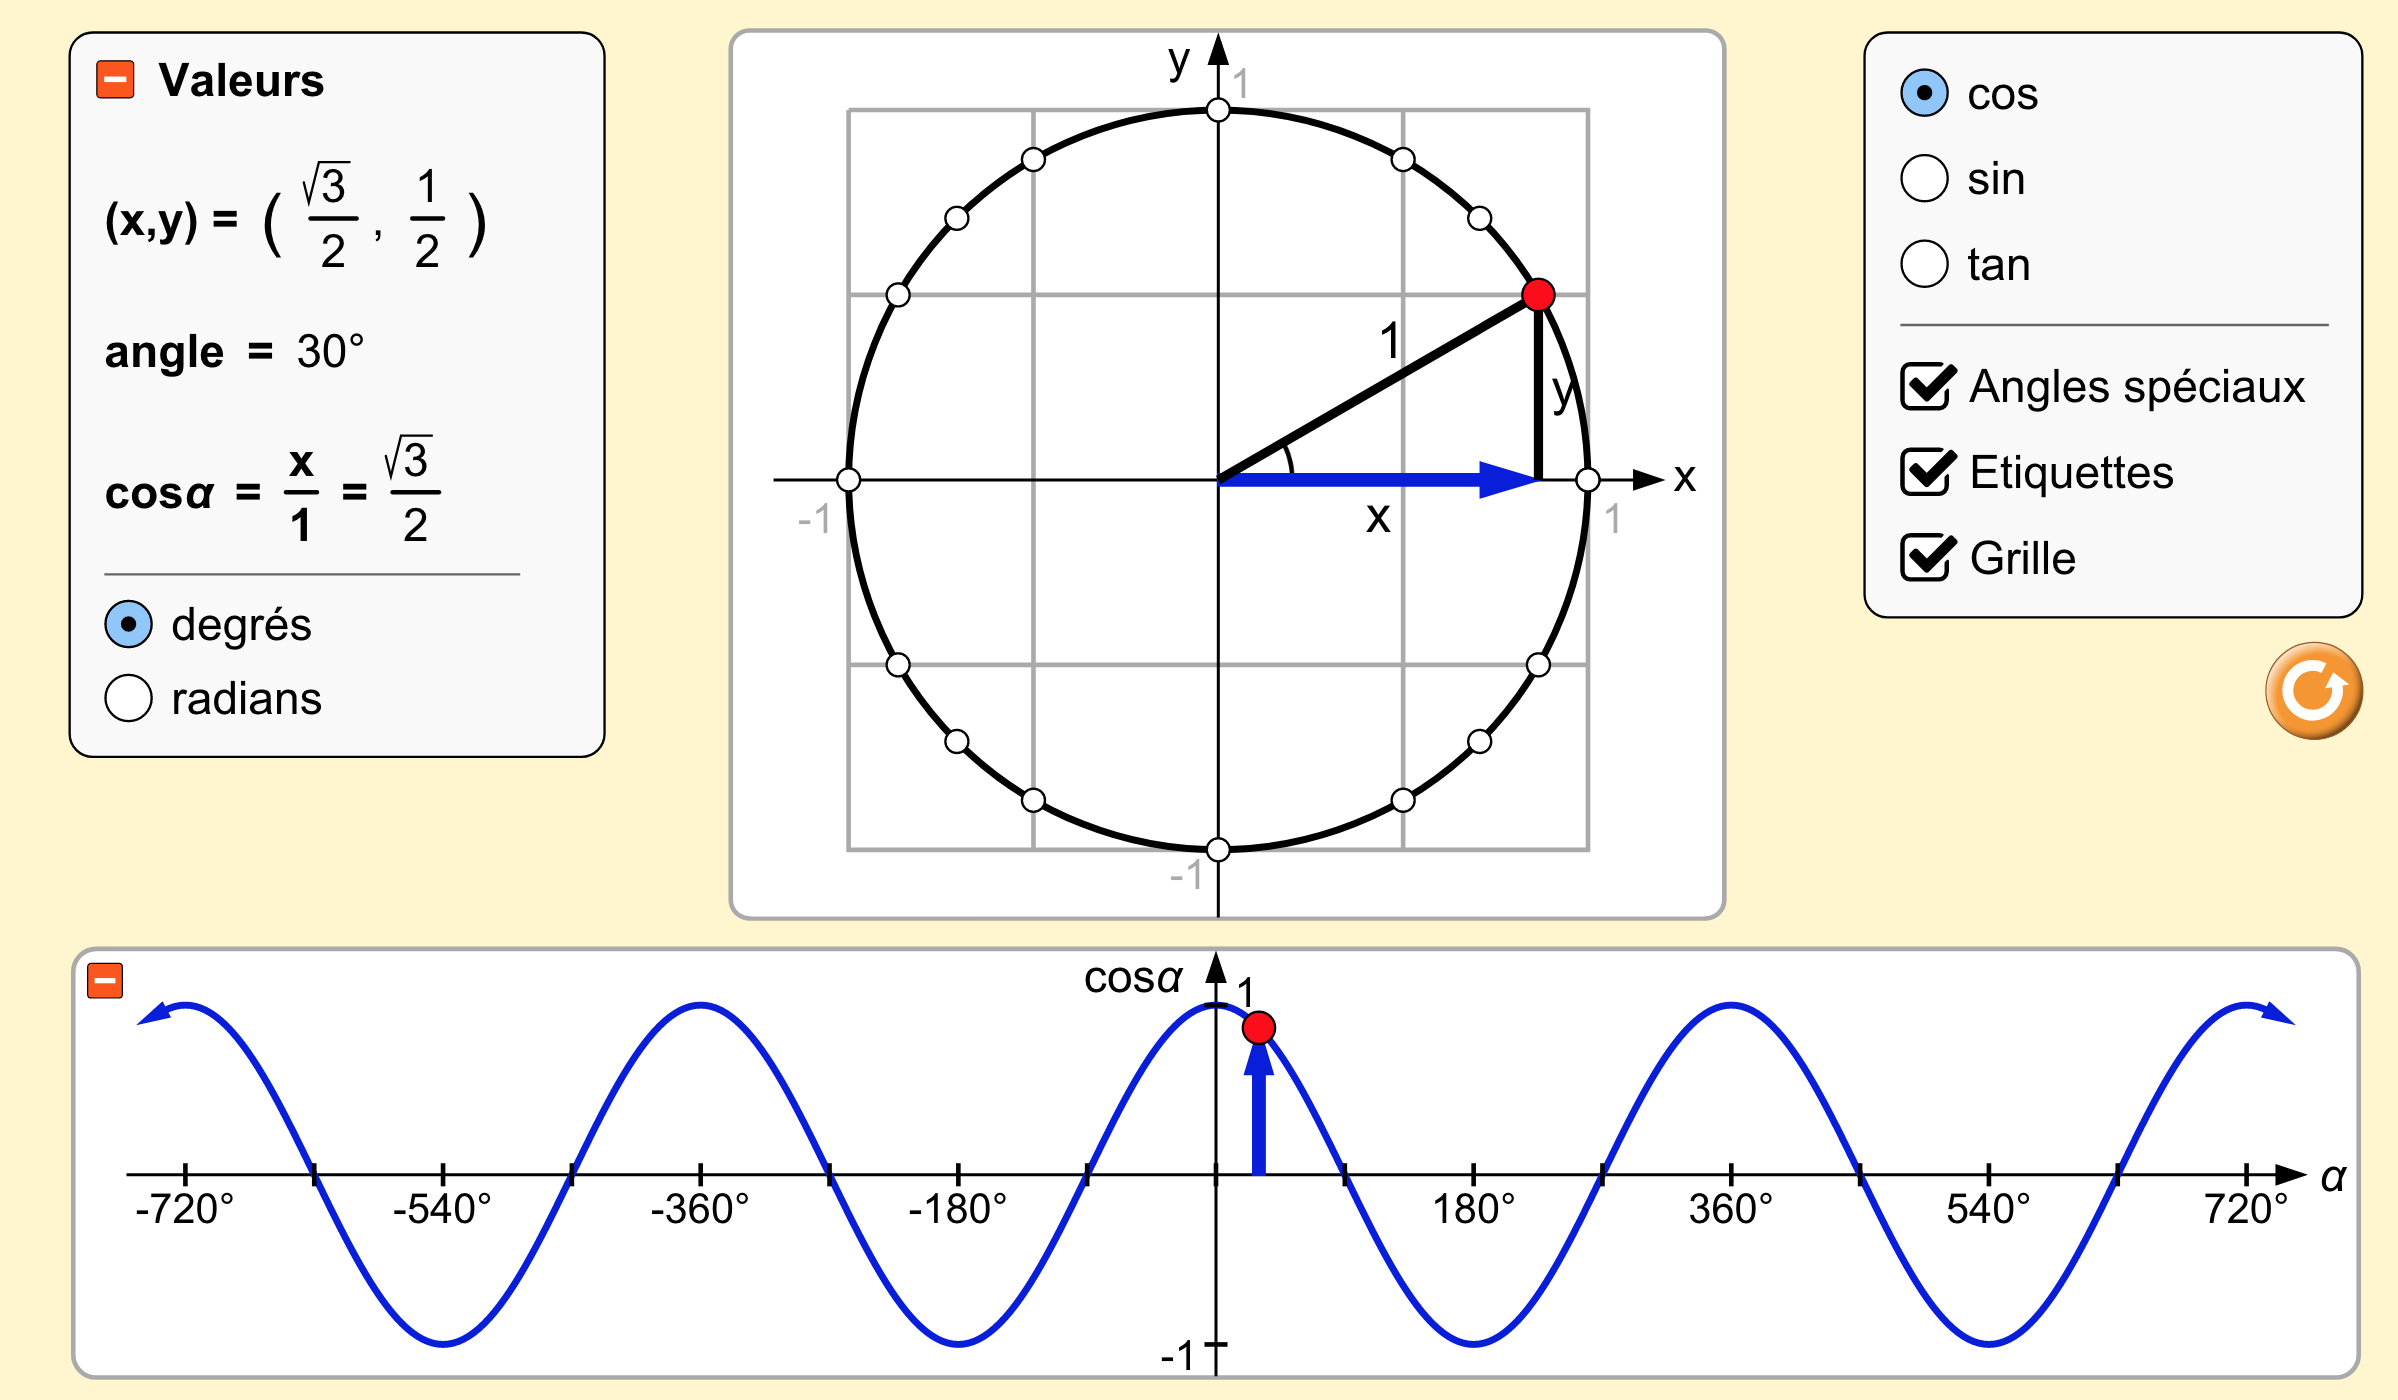 Valeurs
(x,y) = ( √3/2 , 1/2 )
angle = 30°
cosα = x/1 = √3/2
degrés
radians
y
1
1
y
x
x
-1
1
-1
cos
sin
tan
Angles spéciaux
Etiquettes
Grille
cosα
1
α
-720° -540° -360° -180° 180° 360° 540° 720°
-1